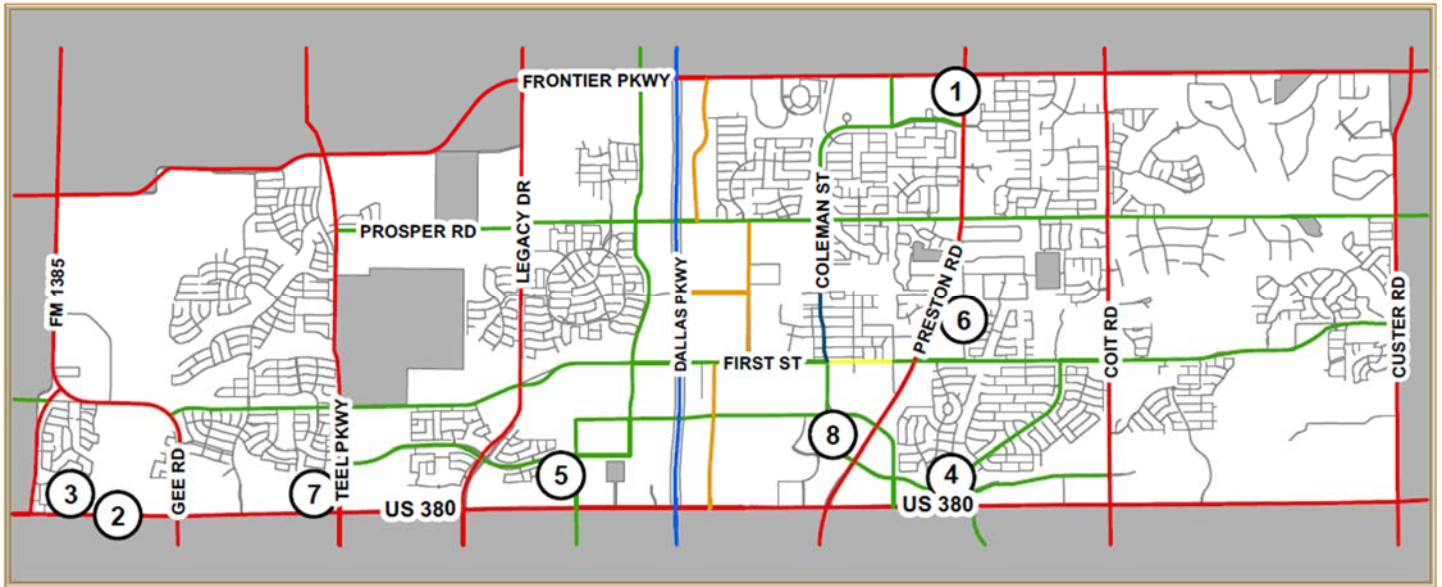 FRONTIER PKWY
1
PROSPER RD
LEGACY DR
COLEMAN ST
FM 1385
DALLAS PKWY
PRESTON RD
6
COIT RD
CUSTER RD
FIRST ST
TEEL PKWY
GEE RD
8
5
4
3
7
2
US 380
US 380